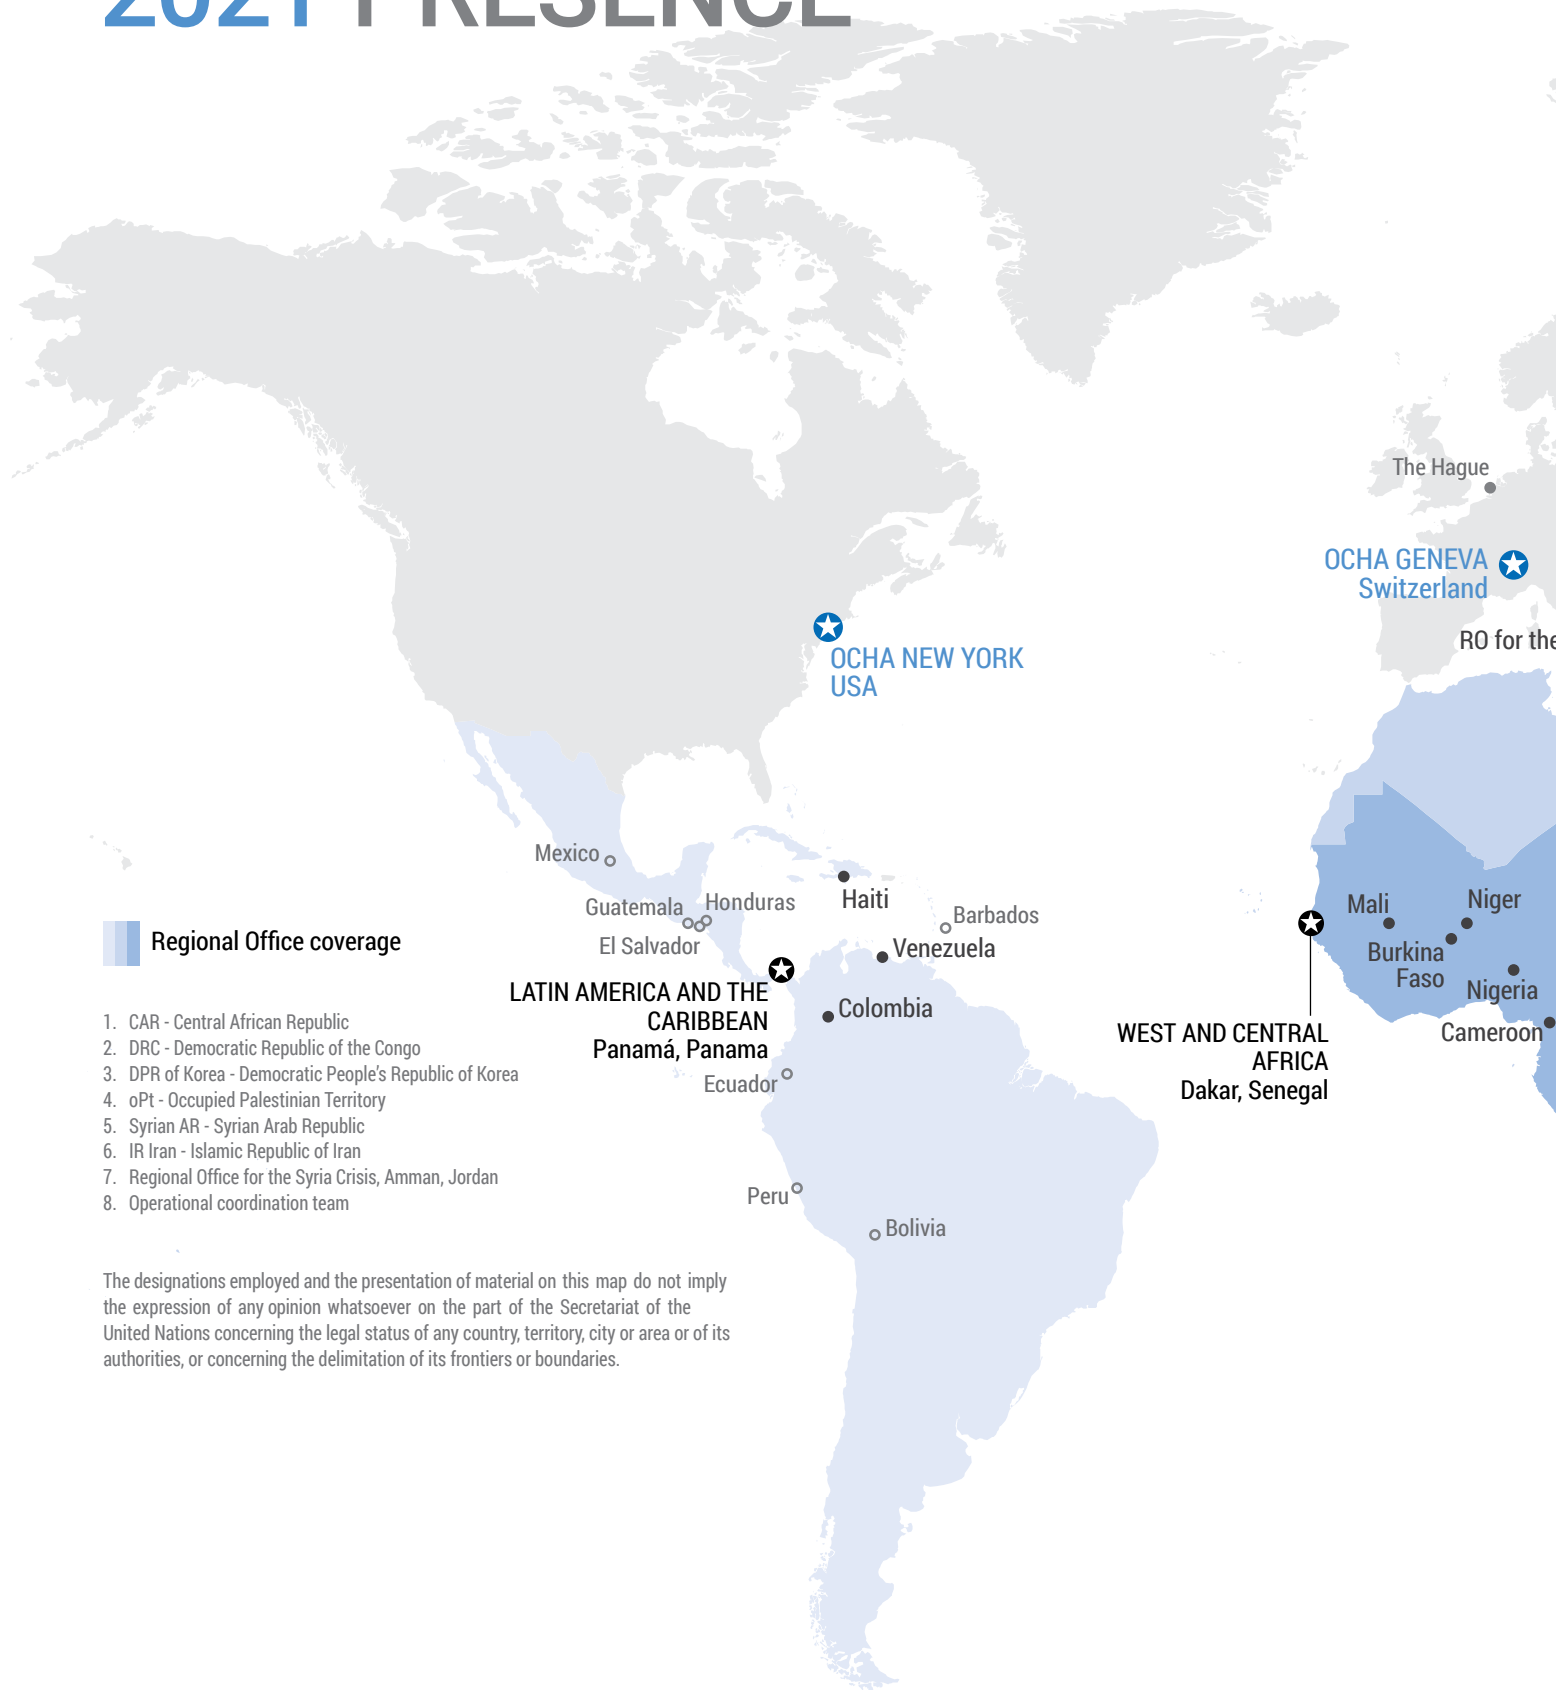 2021 PRESENCE
The Hague
OCHA GENEVA
Switzerland
OCHA NEW YORK
USA
RO for the
Mexico
Guatemala
Honduras
El Salvador
Haiti
Barbados
Venezuela
LATIN AMERICA AND THE
CARIBBEAN
Panamá, Panama
Colombia
Ecuador
Peru
Bolivia
Mali
Niger
Burkina
Faso
Nigeria
Cameroon
WEST AND CENTRAL
AFRICA
Dakar, Senegal
Regional Office coverage
1. CAR - Central African Republic
2. DRC - Democratic Republic of the Congo
3. DPR of Korea - Democratic People's Republic of Korea
4. oPt - Occupied Palestinian Territory
5. Syrian AR - Syrian Arab Republic
6. IR Iran - Islamic Republic of Iran
7. Regional Office for the Syria Crisis, Amman, Jordan
8. Operational coordination team
The designations employed and the presentation of material on this map do not imply
the expression of any opinion whatsoever on the part of the Secretariat of the
United Nations concerning the legal status of any country, territory, city or area or of its
authorities, or concerning the delimitation of its frontiers or boundaries.